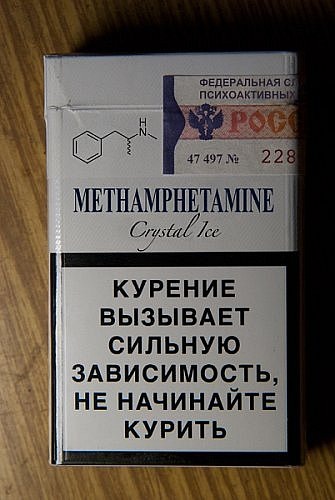 ФЕДЕРАЛЬНАЯ
ПСИХОАКТИВНЫХ
47 497 № 228
H
N
METHAMPHETAMINE
Crystal Ice
КУРЕНИЕ
ВЫЗЫВАЕТ
СИЛЬНУЮ
ЗАВИСИМОСТЬ,
НЕ НАЧИНАЙТЕ
КУРИТЬ